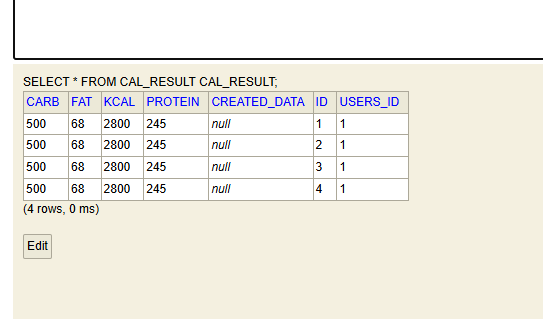 SELECT * FROM CAL_RESULT CAL_RESULT;
CARB FAT KCAL PROTEIN CREATED_DATA ID USERS_ID
500 68 2800 245 null 1 1
500 68 2800 245 null 2 1
500 68 2800 245 null 3 1
500 68 2800 245 null 4 1
(4 rows, 0 ms)
Edit